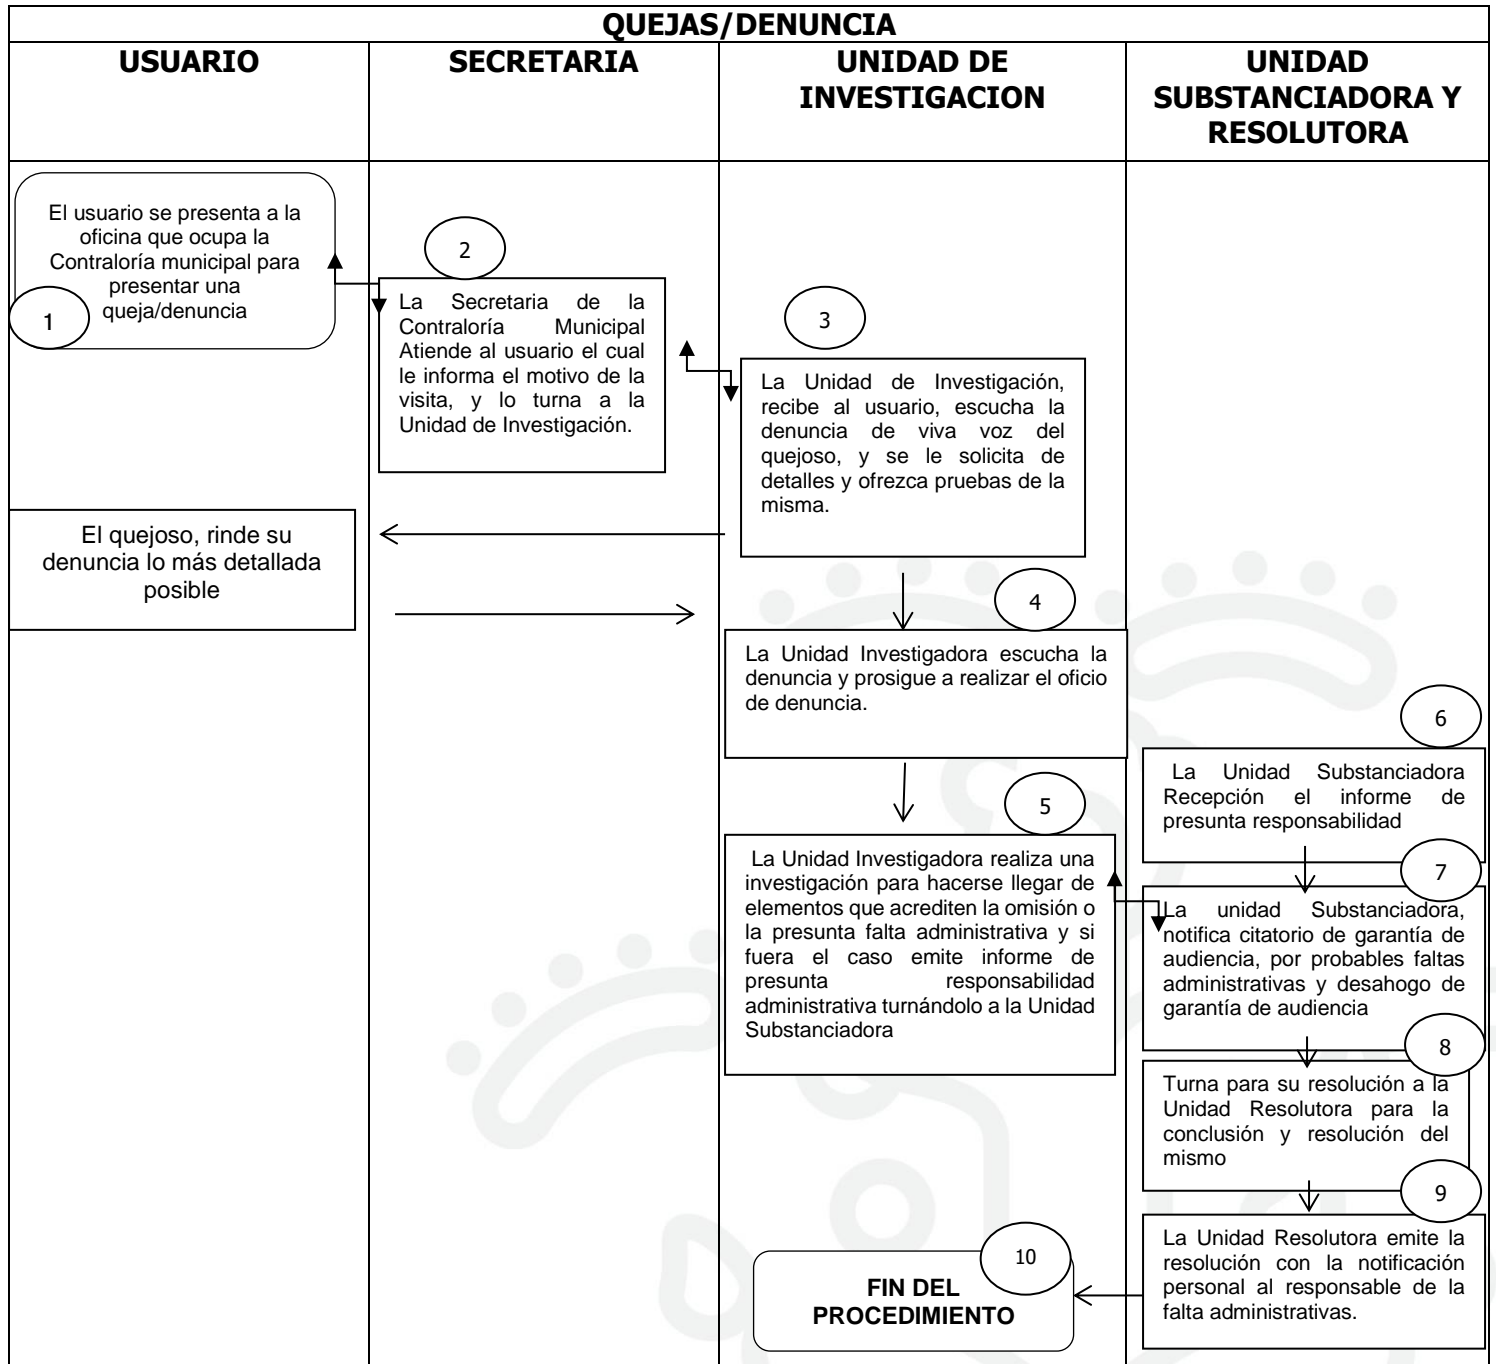 QUEJAS/DENUNCIA
USUARIO
SECRETARIA
UNIDAD DE
INVESTIGACION
UNIDAD
SUBSTANCIADORA Y
RESOLUTORA
El usuario se presenta a la
oficina que ocupa la
Contraloría municipal para
presentar una
queja/denuncia
1
2
La Secretaria de la
Contraloría Municipal
Atiende al usuario el cual
le informa el motivo de la
visita, y lo turna a la
Unidad de Investigación.
3
La Unidad de Investigación,
recibe al usuario, escucha la
denuncia de viva voz del
quejoso, y se le solicita de
detalles y ofrezca pruebas de la
misma.
El quejoso, rinde su
denuncia lo más detallada
posible
4
La Unidad Investigadora escucha la
denuncia y prosigue a realizar el oficio
de denuncia.
5
La Unidad Investigadora realiza una
investigación para hacerse llegar de
elementos que acrediten la omisión o
la presunta falta administrativa y si
fuera el caso emite informe de
presunta responsabilidad
administrativa turnándolo a la Unidad
Substanciadora
6
La Unidad Substanciadora
Recepción el informe de
presunta responsabilidad
7
La unidad Substanciadora,
notifica citatorio de garantía de
audiencia, por probables faltas
administrativas y desahogo de
garantía de audiencia
8
Turna para su resolución a la
Unidad Resolutora para la
conclusión y resolución del
mismo
9
La Unidad Resolutora emite la
resolución con la notificación
personal al responsable de la
falta administrativas.
10
FIN DEL
PROCEDIMIENTO